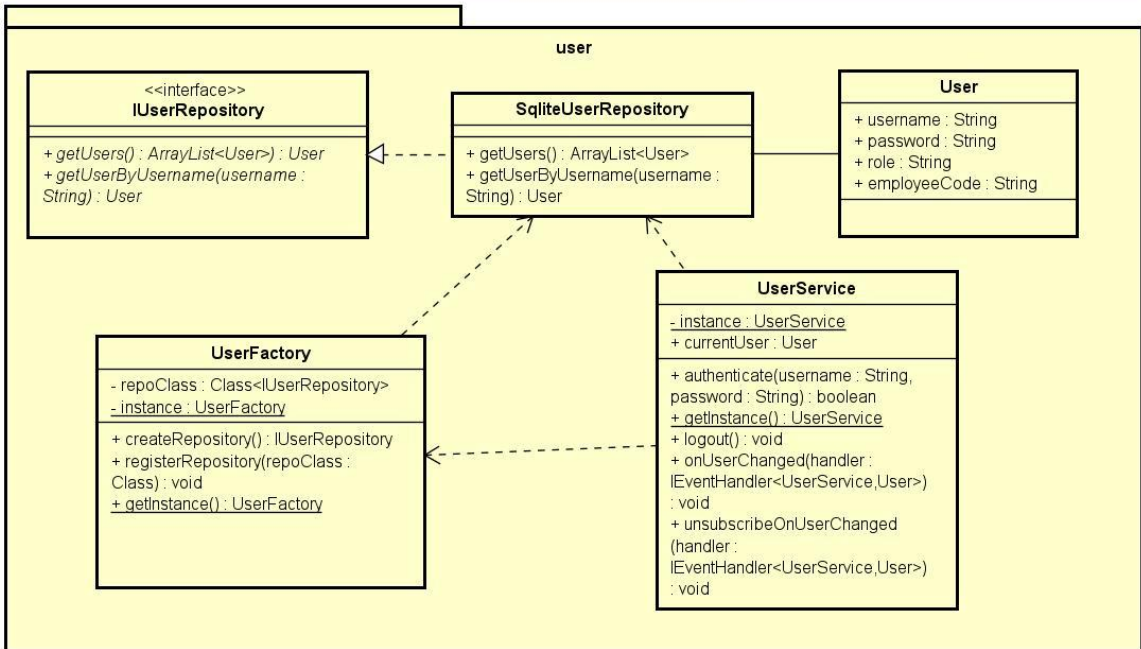 user
<<interface>>
IUserRepository
+ getUsers() : ArrayList<User>) : User
+ getUserByUsername(username :
String) : User
SqliteUserRepository
+ getUsers() : ArrayList<User>
+ getUserByUsername(username :
String) : User
User
+ username : String
+ password : String
+ role : String
+ employeeCode : String
UserFactory
- repoClass : Class<IUserRepository>
- instance : UserFactory
+ createRepository() : IUserRepository
+ registerRepository(repoClass :
Class) : void
+ getInstance() : UserFactory
UserService
- instance : UserService
+ currentUser : User
+ authenticate(username : String,
password : String) : boolean
+ getInstance() : UserService
+ logout() : void
+ onUserChanged(handler :
IEventHandler<UserService,User>)
: void
+ unsubscribeOnUserChanged
(handler :
IEventHandler<UserService,User>)
: void